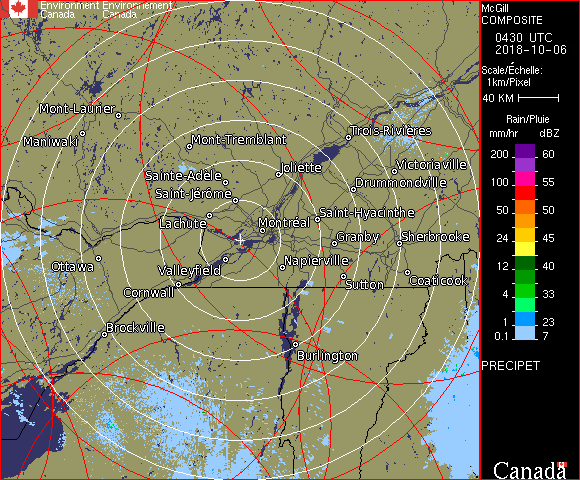 Environment Environnement
Canada Canada
McGill
COMPOSITE
0430 UTC
2018-10-06
Scale/Échelle:
1km/Pixel
40 KM
Rain/Pluie
mm/hr dBZ
200 60
150 57
100 55
50 50
24 45
12 40
4 33
1 23
0.1 7
PRECIPET
Canada
Mont-Laurier
Maniwaki
Mont-Tremblant
Trois-Rivières
Sainte-Adèle
Joliette
Victoriaville
Saint-Jérôme
Drummondville
Lachute
Montréal
Saint-Hyacinthe
Granby
Sherbrooke
Ottawa
Valleyfield
Napierville
Cornwall
Sutton
Coaticook
Brockville
Burlington